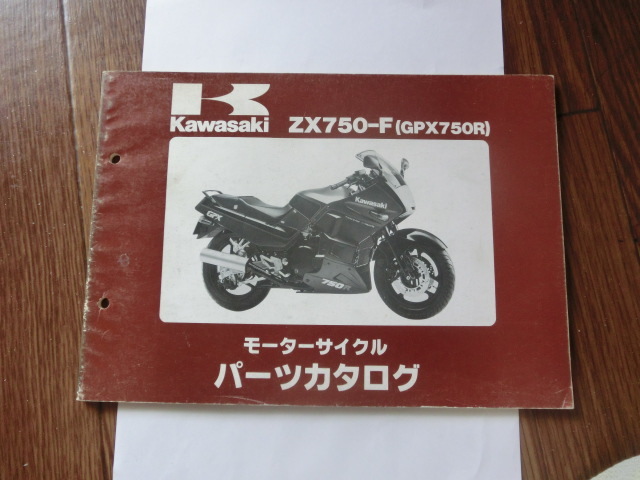 Kawasaki ZX750-F (GPX750R)
Kawasaki
GPX
750R
モーターサイクル
パーツカタログ